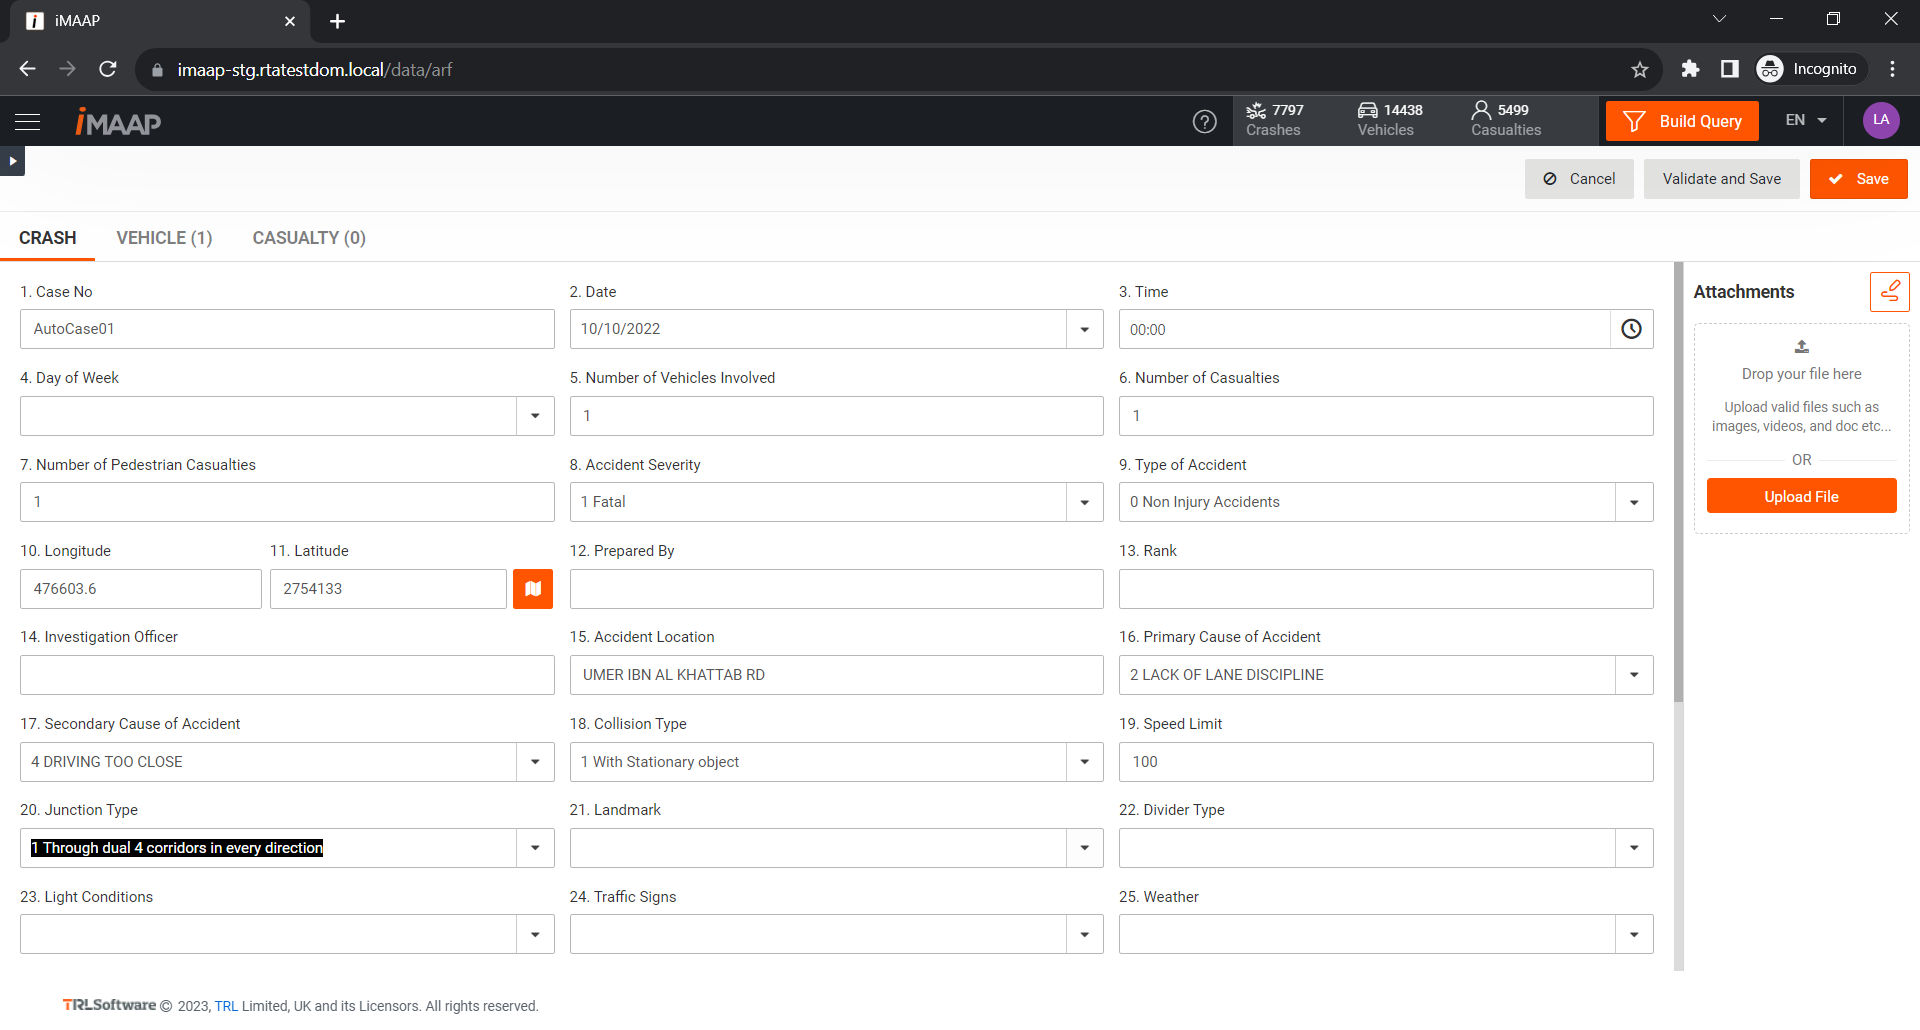 iMAAP
imaap-stg.rtatestdom.local/data/arf
Incognito
iMAAP
7797
Crashes
14438
Vehicles
5499
Casualties
Build Query
EN
LA
Cancel
Validate and Save
Save
CRASH
VEHICLE (1)
CASUALTY (0)
1. Case No
2. Date
3. Time
AutoCase01
10/10/2022
00:00
4. Day of Week
5. Number of Vehicles Involved
6. Number of Casualties
1
1
7. Number of Pedestrian Casualties
8. Accident Severity
9. Type of Accident
1
1 Fatal
0 Non Injury Accidents
10. Longitude
11. Latitude
12. Prepared By
13. Rank
476603.6
2754133
14. Investigation Officer
15. Accident Location
16. Primary Cause of Accident
UMER IBN AL KHATTAB RD
2 LACK OF LANE DISCIPLINE
17. Secondary Cause of Accident
18. Collision Type
19. Speed Limit
4 DRIVING TOO CLOSE
1 With Stationary object
100
20. Junction Type
21. Landmark
22. Divider Type
1 Through dual 4 corridors in every direction
23. Light Conditions
24. Traffic Signs
25. Weather
Attachments
Drop your file here
Upload valid files such as
images, videos, and doc etc...
OR
Upload File
TRLSoftware © 2023, TRL Limited, UK and its Licensors. All rights reserved.